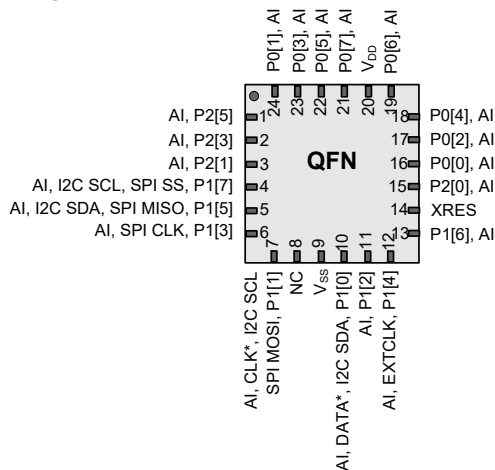 P0[1], AI
P0[3], AI
P0[5], AI
P0[7], AI
VDD
P0[6], AI
24
23
22
21
20
19
AI, P2[5]
1
18
P0[4], AI
AI, P2[3]
2
17
P0[2], AI
AI, P2[1]
3
QFN
16
P0[0], AI
AI, I2C SCL, SPI SS, P1[7]
4
15
P2[0], AI
AI, I2C SDA, SPI MISO, P1[5]
5
14
XRES
AI, SPI CLK, P1[3]
6
13
P1[6], AI
7
8
9
10
11
12
AI, CLK*, I2C SCL
SPI MOSI, P1[1]
NC
VSS
AI, DATA*, I2C SDA, P1[0]
AI, P1[2]
AI, EXTCLK, P1[4]